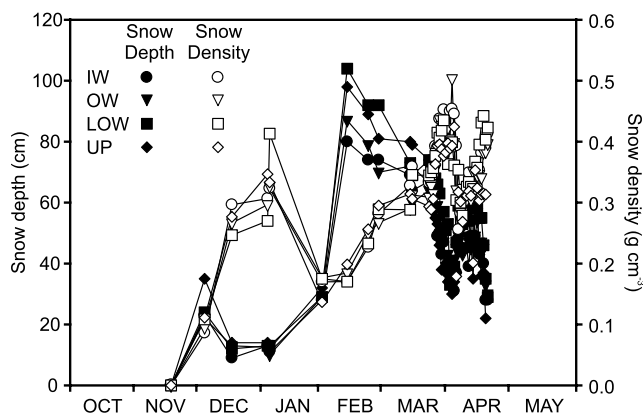 Snow Depth Snow Density
IW
OW
LOW
UP
Snow depth (cm)
120
100
80
60
40
20
0
Snow density (g cm⁻³)
0.6
0.5
0.4
0.3
0.2
0.1
0.0
OCT NOV DEC JAN FEB MAR APR MAY